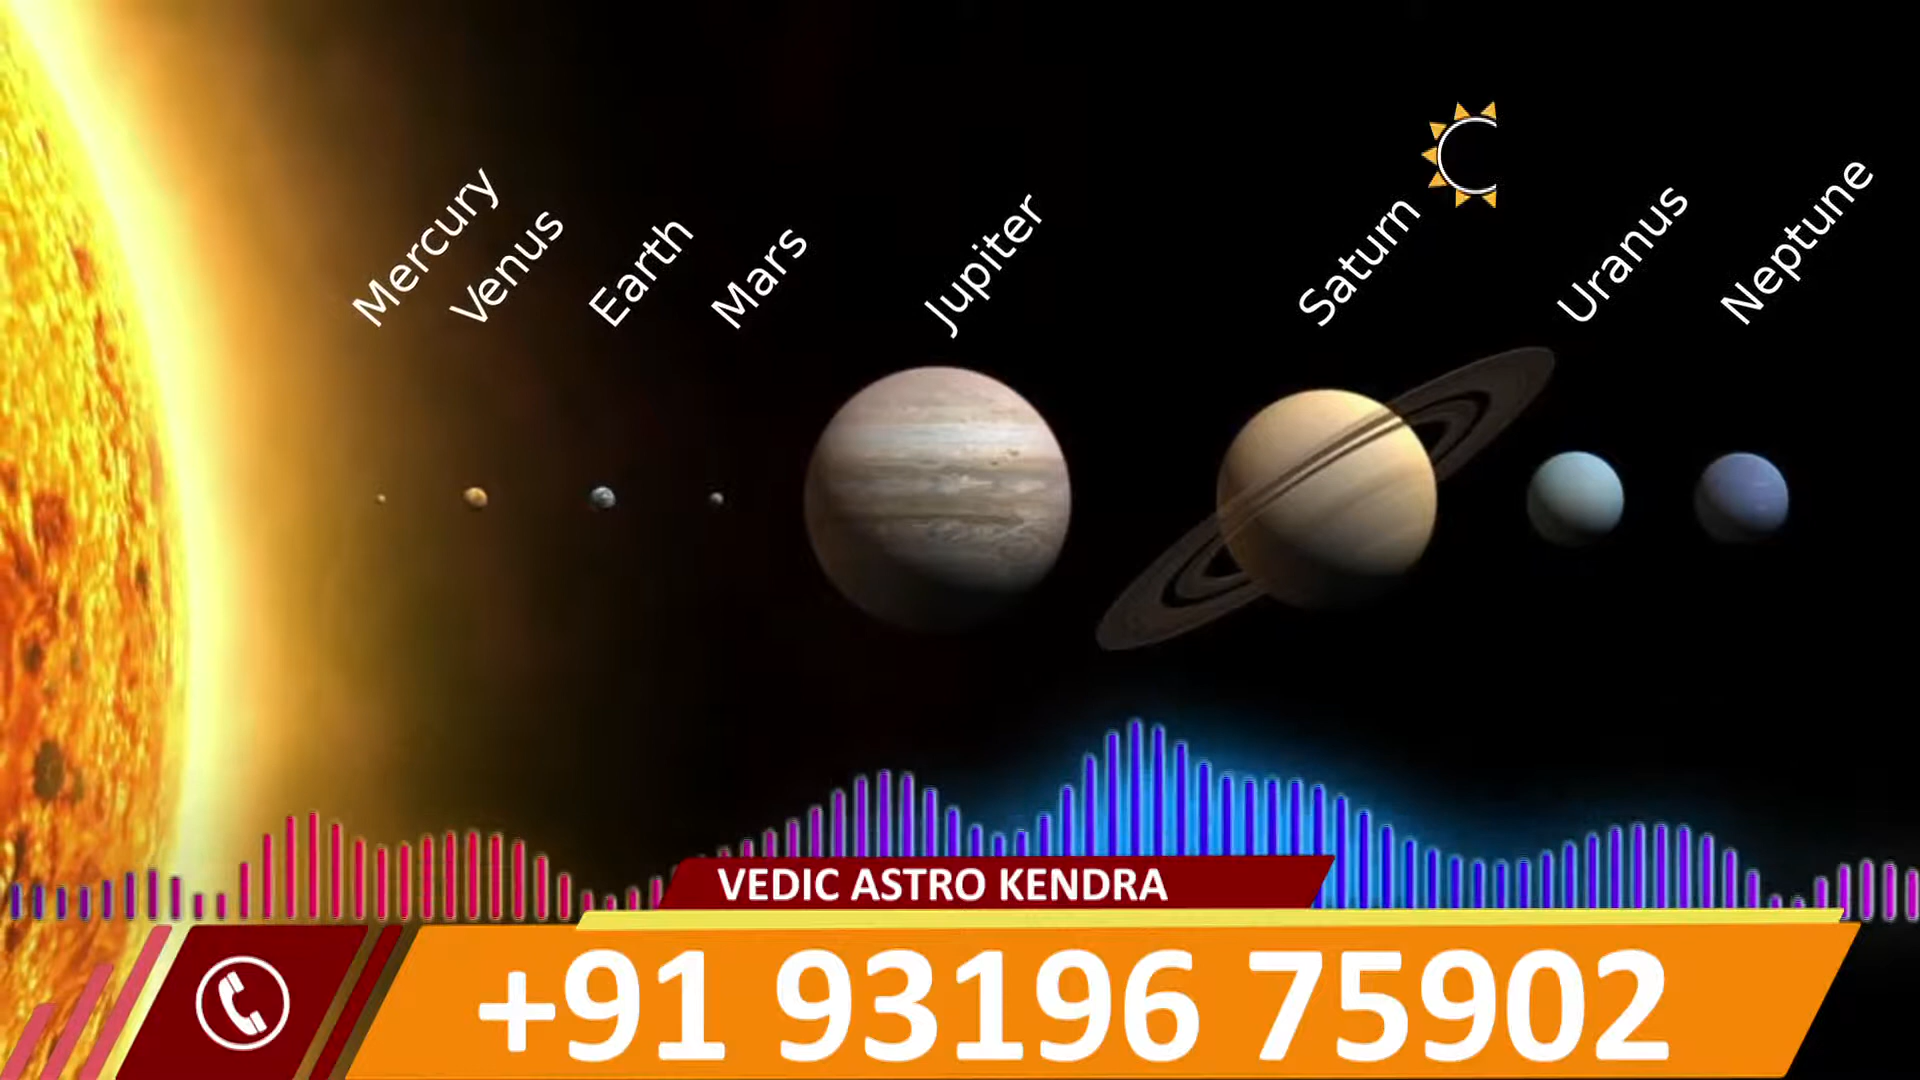 Mercury
Venus
Earth
Mars
Jupiter
Saturn
Uranus
Neptune
VEDIC ASTRO KENDRA
+91 93196 75902